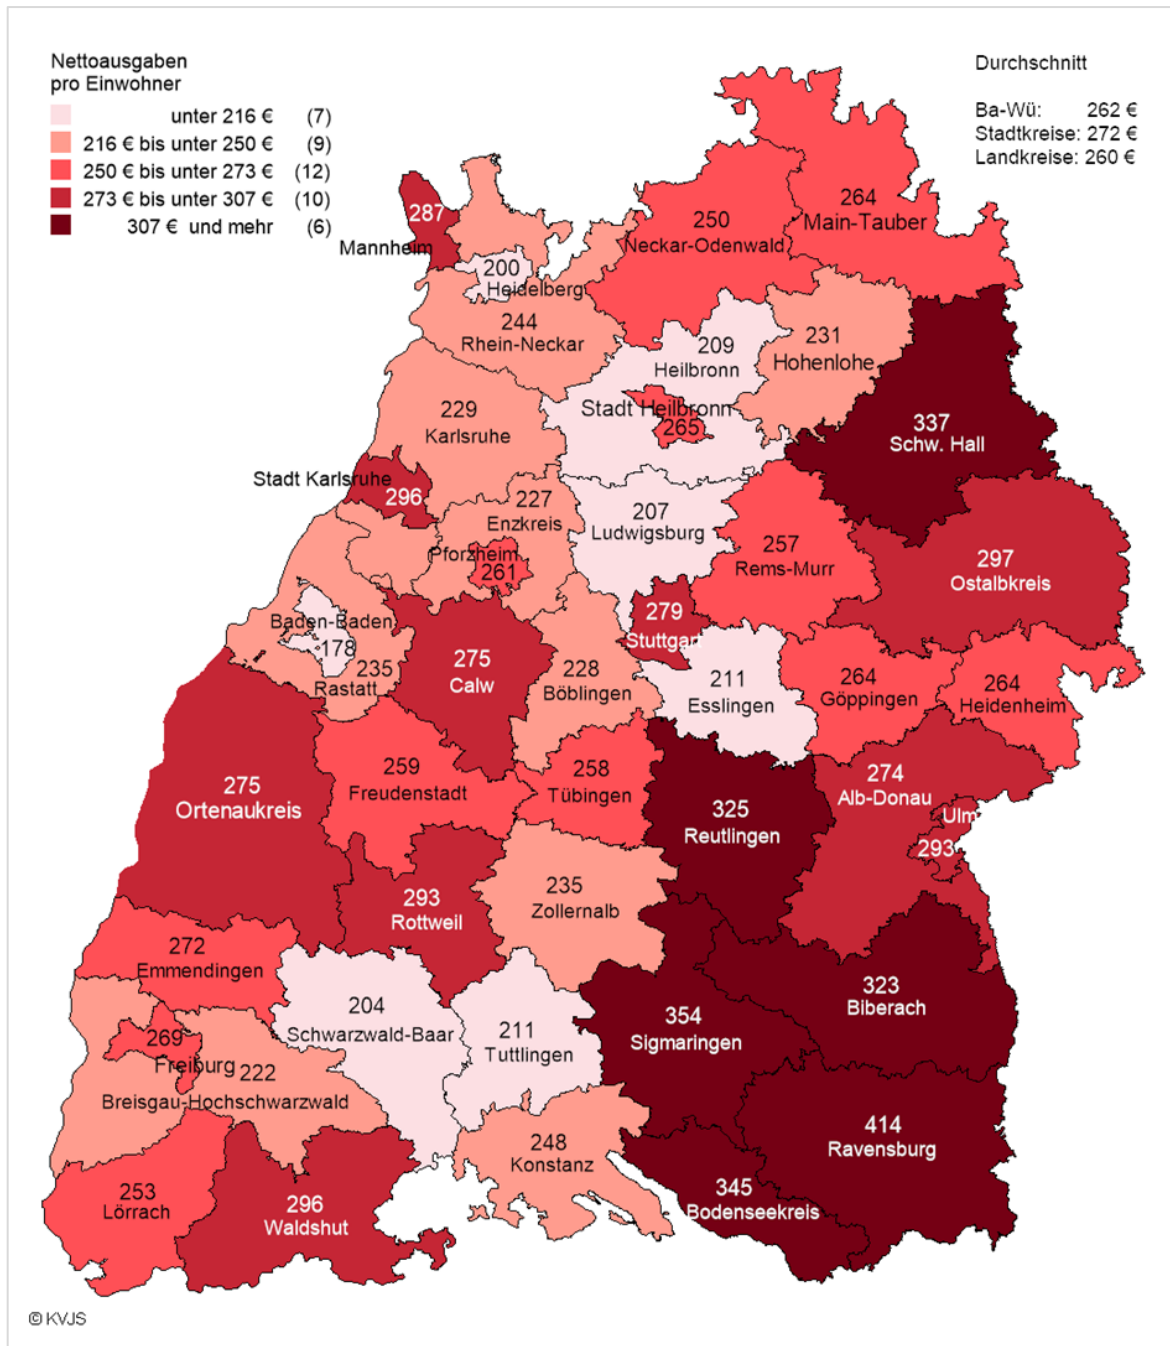 Nettoausgaben
pro Einwohner
unter 216 € (7)
216 € bis unter 250 € (9)
250 € bis unter 273 € (12)
273 € bis unter 307 € (10)
307 € und mehr (6)
Durchschnitt
Ba-Wü: 262 €
Stadtkreise: 272 €
Landkreise: 260 €
287
Mannheim
264
Main-Tauber
250
Neckar-Odenwald
200
Heidelberg
244
Rhein-Neckar
209
Heilbronn
231
Hohenlohe
Stadt Heilbronn
265
229
Karlsruhe
337
Schw. Hall
Stadt Karlsruhe
296
227
Enzkreis
207
Ludwigsburg
257
Rems-Murr
297
Ostalbkreis
Pforzheim
261
279
Stuttgart
Baden-Baden
178
235
Rastatt
275
Calw
228
Böblingen
211
Esslingen
264
Göppingen
264
Heidenheim
275
Ortenaukreis
259
Freudenstadt
258
Tübingen
325
Reutlingen
274
Alb-Donau
Ulm
293
293
Rottweil
235
Zollernalb
272
Emmendingen
204
Schwarzwald-Baar
211
Tuttlingen
354
Sigmaringen
323
Biberach
269
Freiburg
222
Breisgau-Hochschwarzwald
248
Konstanz
414
Ravensburg
345
Bodenseekreis
253
Lörrach
296
Waldshut
© KVJS